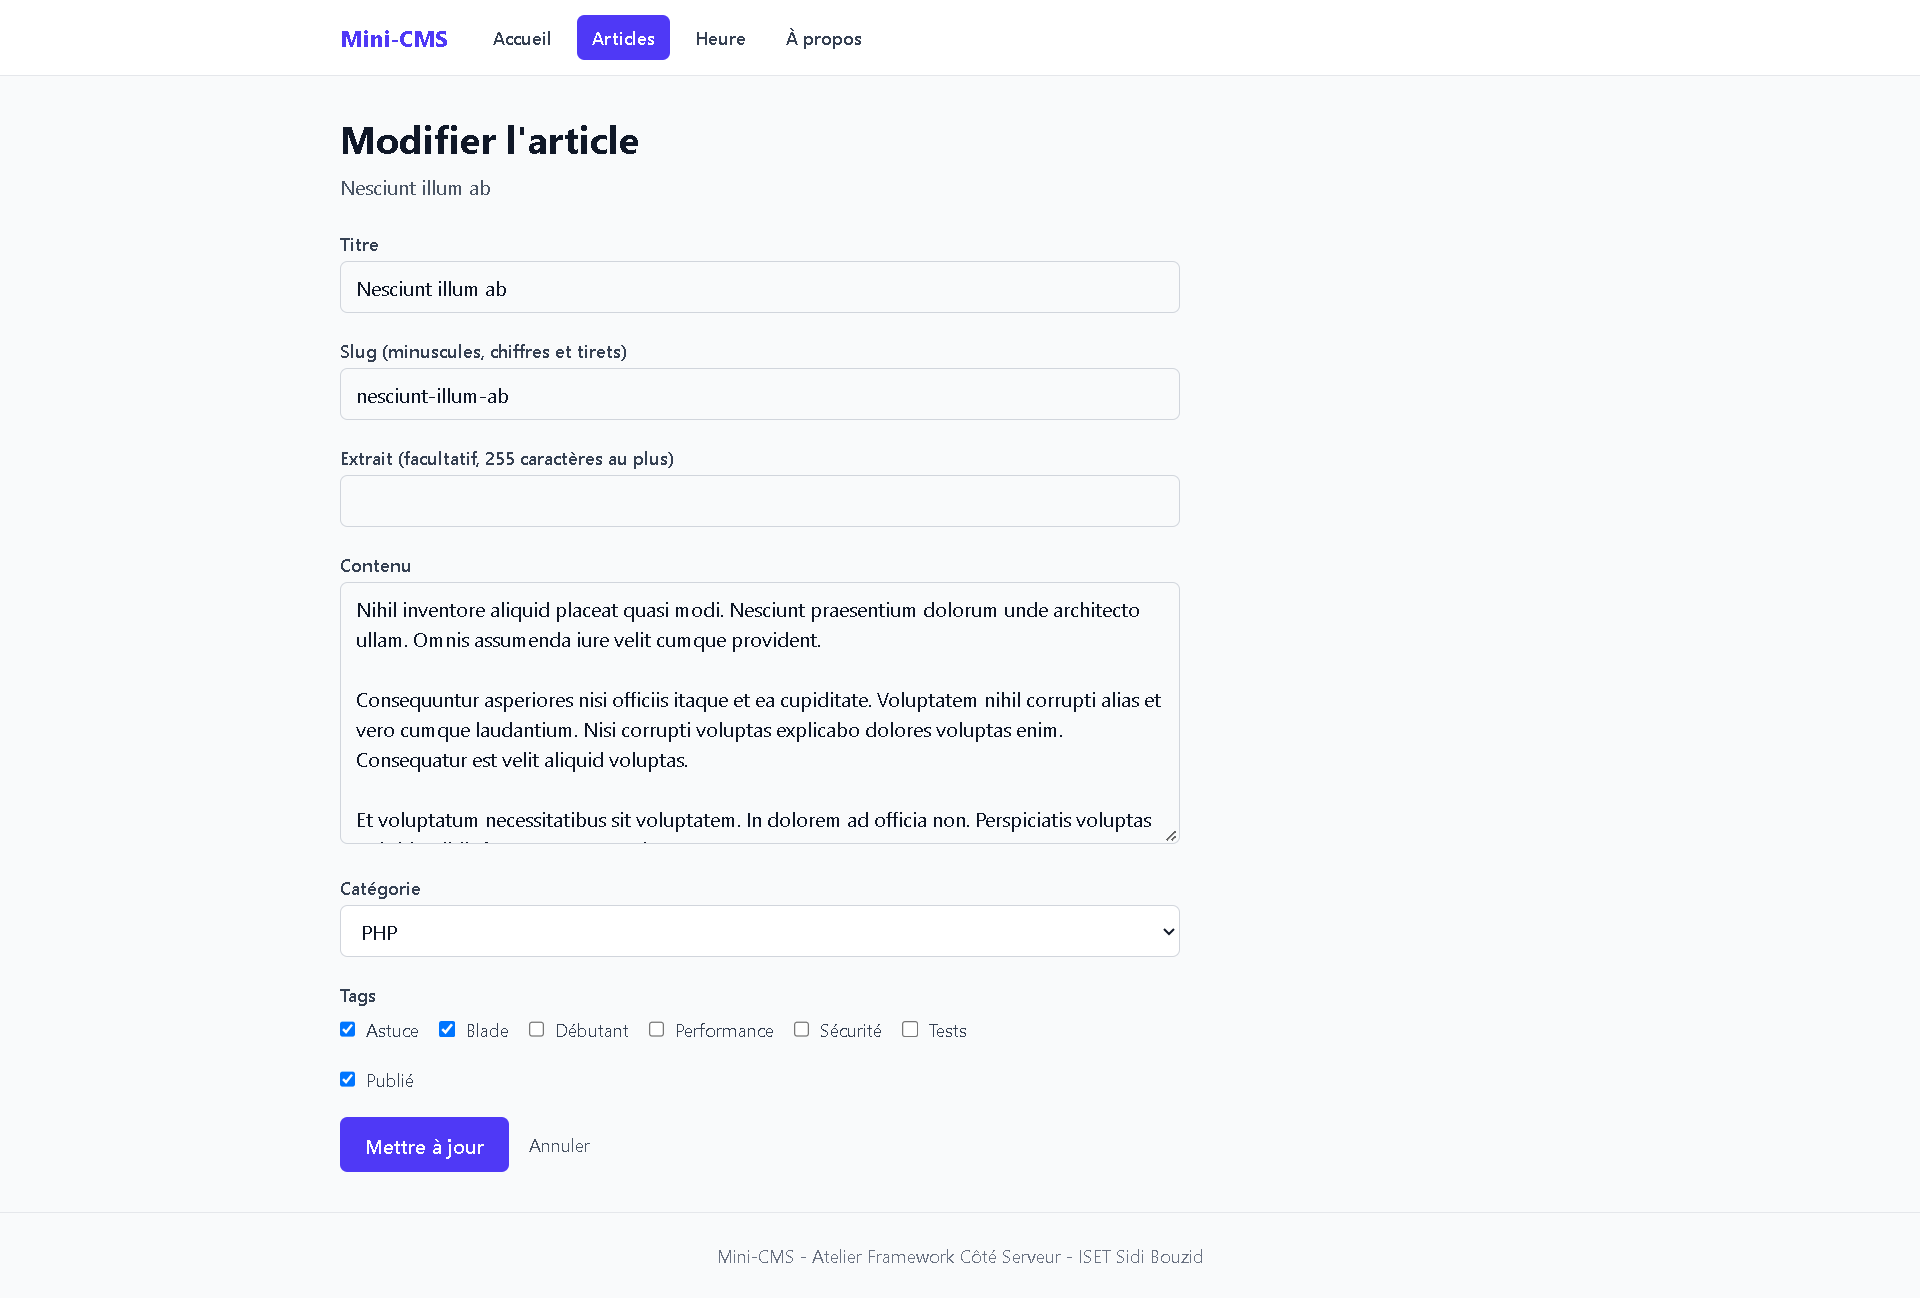 Mini-CMS Accueil Articles Heure À propos
Modifier l'article
Nesciunt illum ab
Titre
Nesciunt illum ab
Slug (minuscules, chiffres et tirets)
nesciunt-illum-ab
Extrait (facultatif, 255 caractères au plus)
Contenu
Nihil inventore aliquid placeat quasi modi. Nesciunt praesentium dolorum unde architecto
ullam. Omnis assumenda iure velit cumque provident.
Consequuntur asperiores nisi officiis itaque et ea cupiditate. Voluptatem nihil corrupti alias et
vero cumque laudantium. Nisi corrupti voluptas explicabo dolores voluptas enim.
Consequatur est velit aliquid voluptas.
Et voluptatum necessitatibus sit voluptatem. In dolorem ad officia non. Perspiciatis voluptas
Catégorie
PHP
Tags
Astuce Blade Débutant Performance Sécurité Tests
Publié
Mettre à jour Annuler
Mini-CMS - Atelier Framework Côté Serveur - ISET Sidi Bouzid